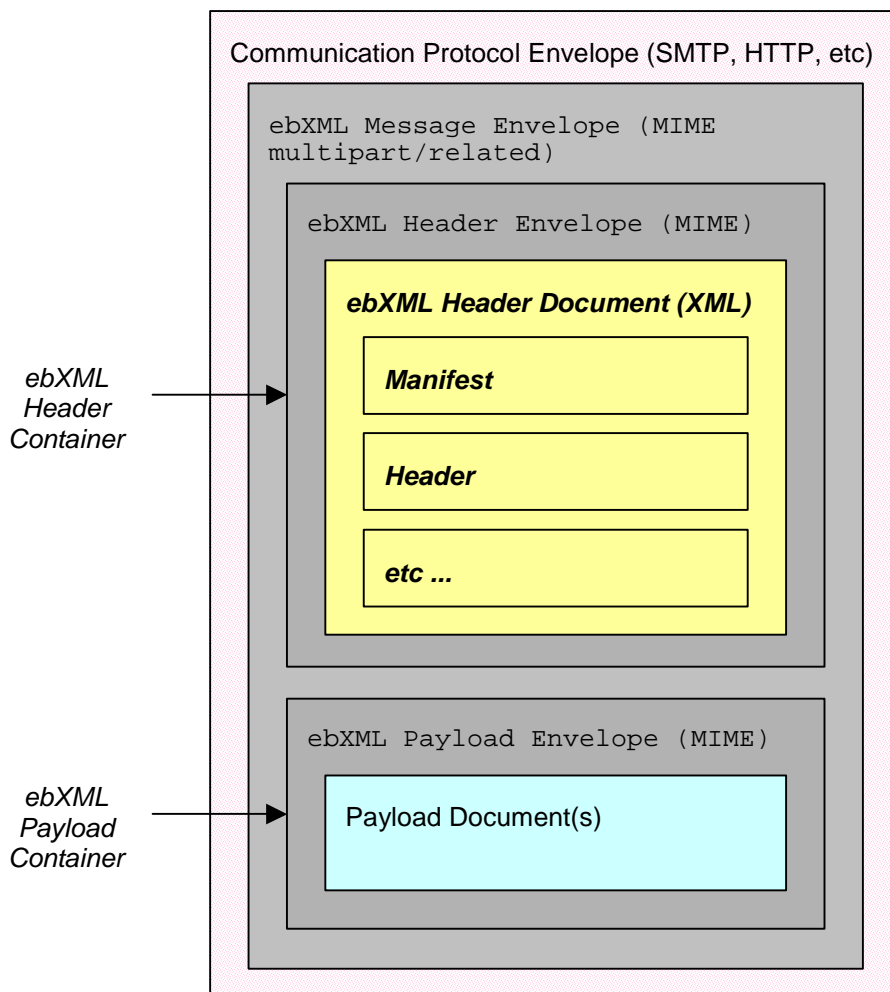 Communication Protocol Envelope (SMTP, HTTP, etc)
ebXML Message Envelope (MIME
multipart/related)
ebXML Header Envelope (MIME)
ebXML Header Document (XML)
Manifest
Header
etc ...
ebXML
Header
Container
ebXML Payload Envelope (MIME)
Payload Document(s)
ebXML
Payload
Container